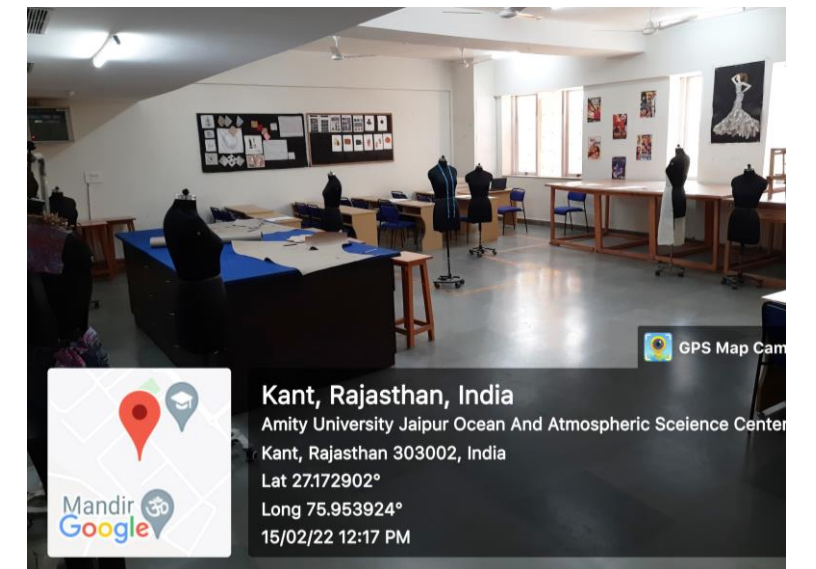 GPS Map Cam
Kant, Rajasthan, India
Amity University Jaipur Ocean And Atmospheric Sceience Center
Kant, Rajasthan 303002, India
Lat 27.172902°
Long 75.953924°
15/02/22 12:17 PM
Mandir
Google